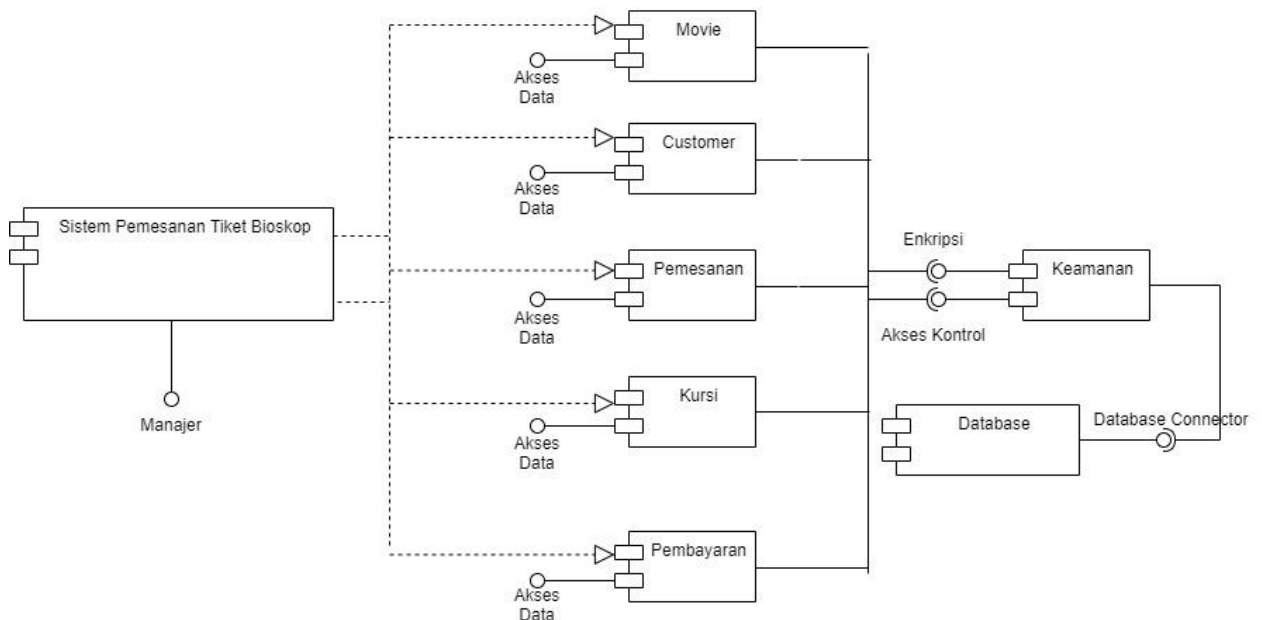 Movie
Akses
Data
Customer
Akses
Data
Sistem Pemesanan Tiket Bioskop
Manajer
Pemesanan
Akses
Data
Enkripsi
Keamanan
Akses Kontrol
Kursi
Akses
Data
Database
Database Connector
Pembayaran
Akses
Data